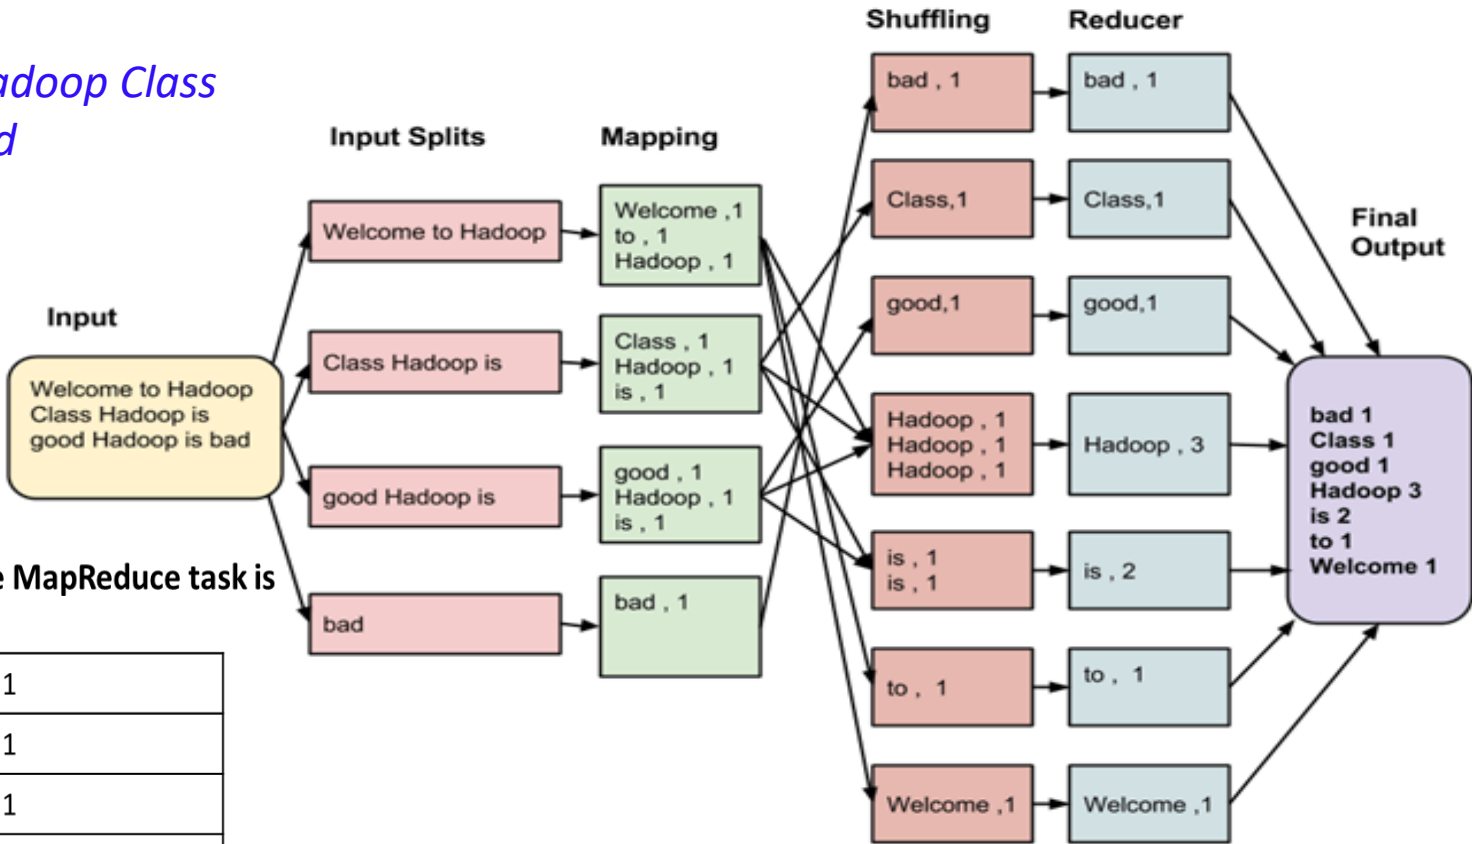 Shuffling
Reducer
Hadoop Class
Input Splits
Mapping
Final
Output
Input
Welcome to Hadoop
Class Hadoop is
good Hadoop is bad
Welcome to Hadoop
Class Hadoop is
good Hadoop is
bad
Welcome ,1
to , 1
Hadoop , 1
Class , 1
Hadoop , 1
is , 1
good , 1
Hadoop , 1
is , 1
bad , 1
bad , 1
Class,1
good,1
Hadoop , 1
Hadoop , 1
Hadoop , 1
is , 1
is , 1
to , 1
Welcome ,1
bad , 1
Class,1
good,1
Hadoop , 3
is , 2
to , 1
Welcome ,1
bad 1
Class 1
good 1
Hadoop 3
is 2
to 1
Welcome 1
MapReduce task is
1
1
1